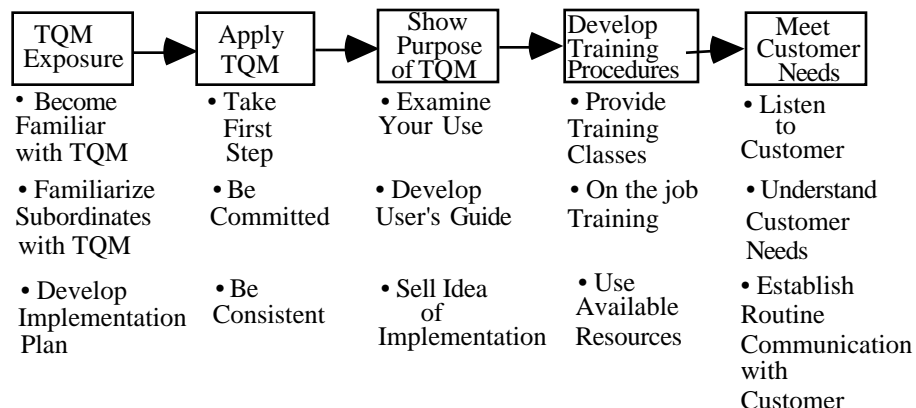 TQM
Exposure
Apply
TQM
Show
Purpose
of TQM
Develop
Training
Procedures
Meet
Customer
Needs
• Become
Familiar
with TQM
• Familiarize
Subordinates
with TQM
• Develop
Implementation
Plan
• Take
First
Step
• Be
Committed
• Be
Consistent
• Examine
Your Use
• Develop
User's Guide
• Sell Idea
of
Implementation
• Provide
Training
Classes
• On the job
Training
• Use
Available
Resources
• Listen
to
Customer
• Understand
Customer
Needs
• Establish
Routine
Communication
with
Customer